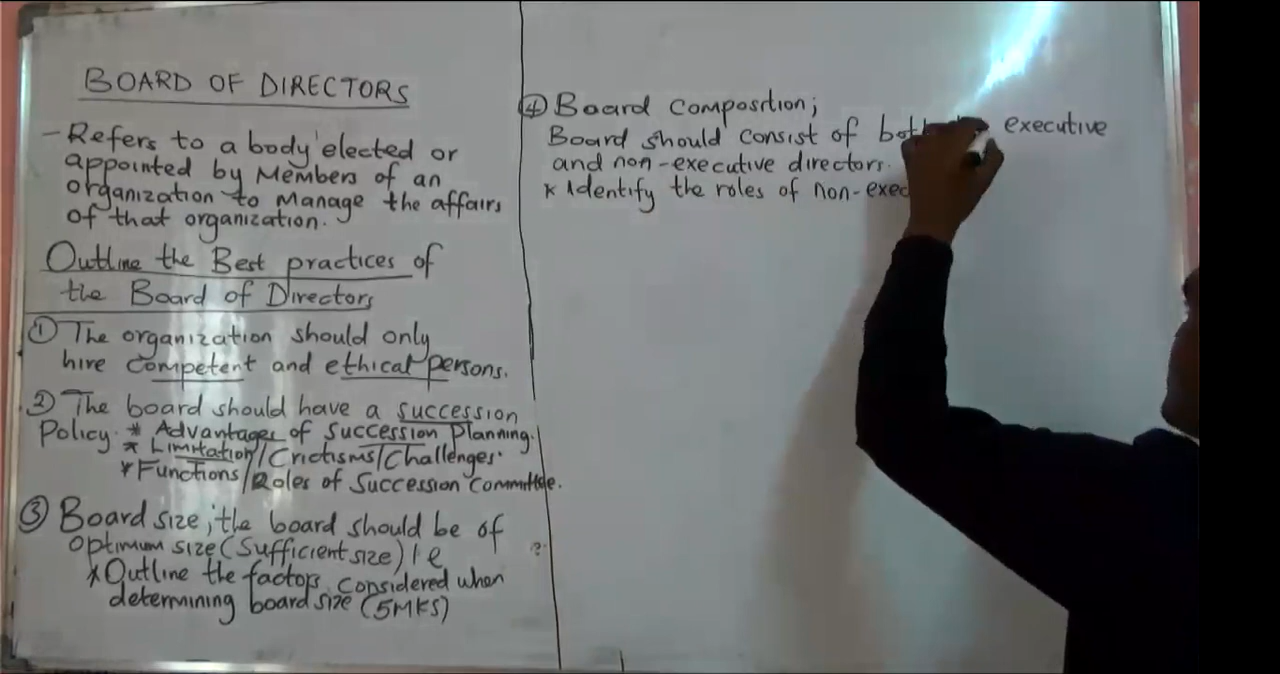 BOARD OF DIRECTORS
- Refers to a body elected or
appointed by Members of an
organization to Manage the affairs
of that organization.
Outline the Best practices of
the Board of Directors
① The organization should only
hire competent and ethical persons.
② The board should have a succession
Policy. * Advantages of Succession Planning.
* Limitation/Crictisms/Challenges.
* Functions/Roles of Succession Committe.
③ Board size; the board should be of
optimum size (Sufficient size) i e
* Outline the factors considered when
determining board size (5MKS)
④ Board Composition;
Board should consist of executive
and non-executive directors.
* Identify the roles of non-exec